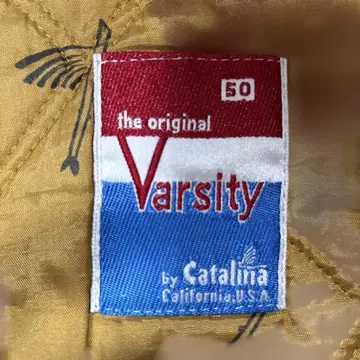 50
the original
Varsity
by Catalina
California.U.S.A